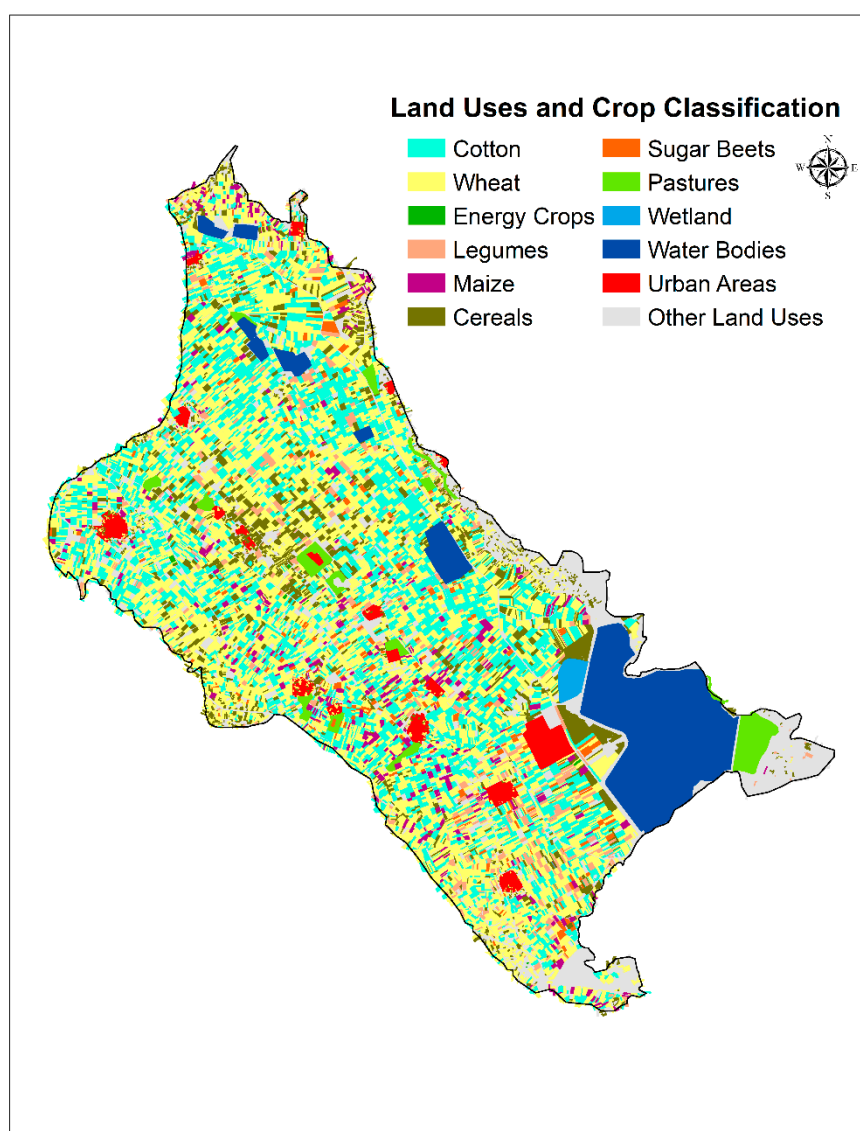 Land Uses and Crop Classification
Cotton
Wheat
Energy Crops
Legumes
Maize
Cereals
Sugar Beets
Pastures
Wetland
Water Bodies
Urban Areas
Other Land Uses
N
W E
S